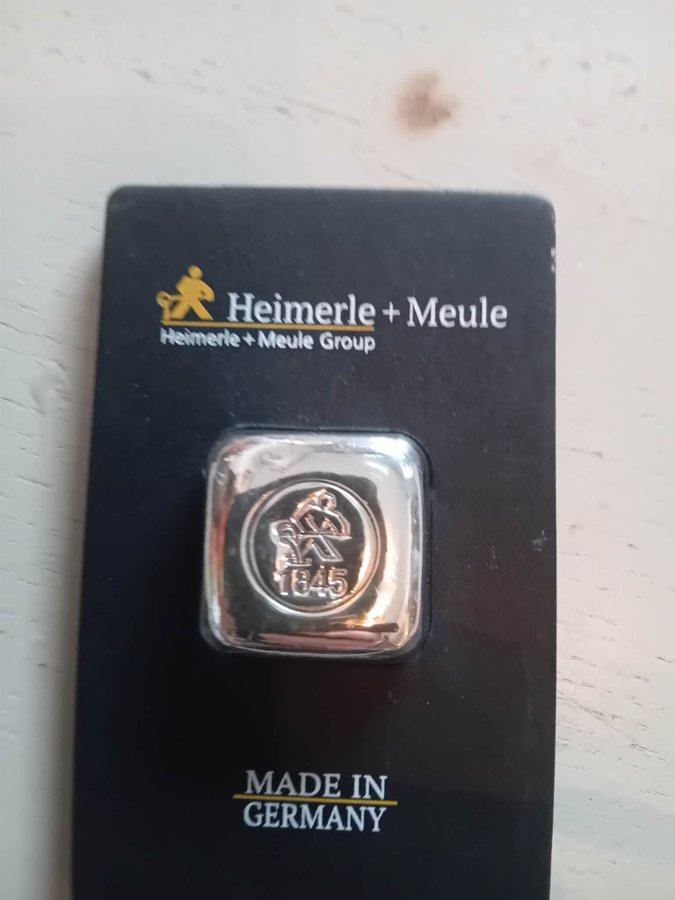 Heimerle + Meule
Heimerle + Meule Group
1845
MADE IN
GERMANY